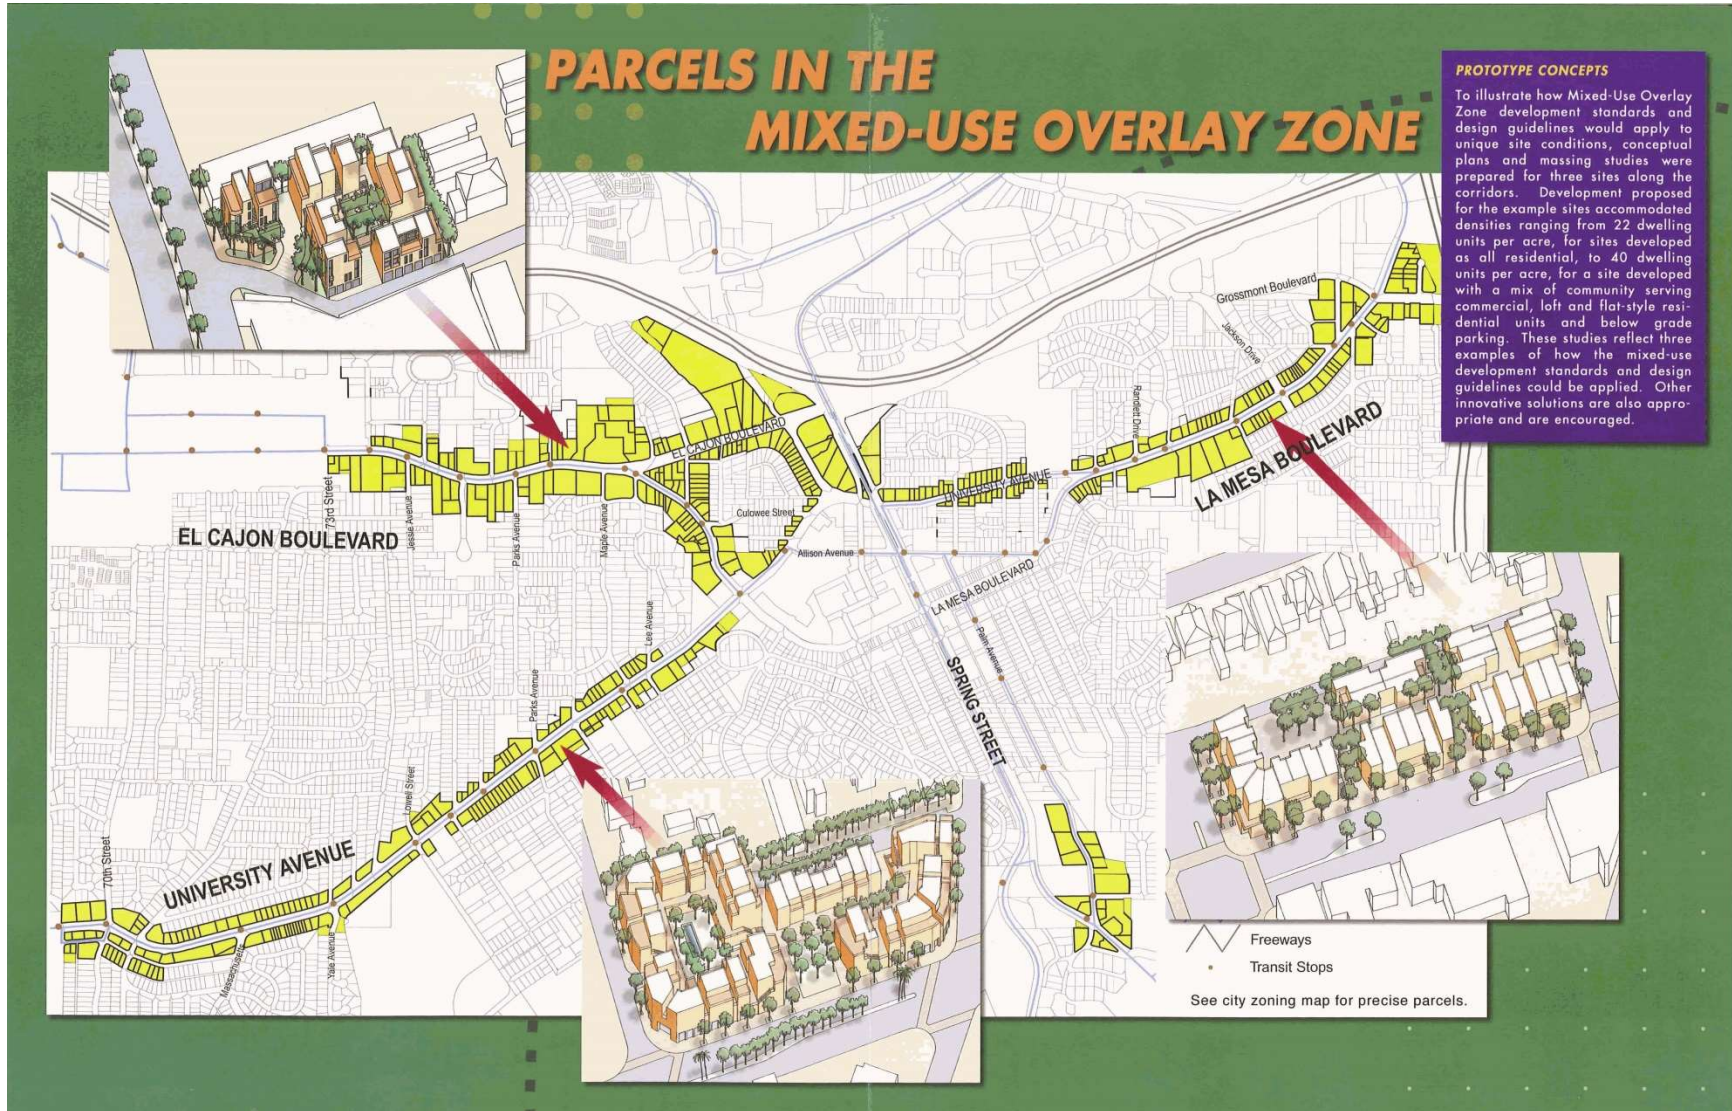 PARCELS IN THE
MIXED-USE OVERLAY ZONE
PROTOTYPE CONCEPTS
To illustrate how Mixed-Use Overlay
Zone development standards and
design guidelines would apply to
unique site conditions, conceptual
plans and massing studies were
prepared for three sites along the
corridors. Development proposed
for the example sites accommodated
densities ranging from 22 dwelling
units per acre, for sites developed
as all residential, to 40 dwelling
units per acre, for a site developed
with a mix of community serving
commercial, loft and flat-style resi-
dential units and below grade
parking. These studies reflect three
examples of how the mixed-use
development standards and design
guidelines could be applied. Other
innovative solutions are also appro-
priate and are encouraged.
Grossmont Boulevard
Jackson Drive
Randlett Drive
LA MESA BOULEVARD
EL CAJON BOULEVARD
UNIVERSITY AVENUE
73rd Street
Jessie Avenue
Parks Avenue
Maple Avenue
Culowee Street
EL CAJON BOULEVARD
Allison Avenue
LA MESA BOULEVARD
Palm Avenue
SPRING STREET
Lee Avenue
Parks Avenue
Lowell Street
UNIVERSITY AVENUE
70th Street
Massachusetts
Yale Avenue
Freeways
Transit Stops
See city zoning map for precise parcels.